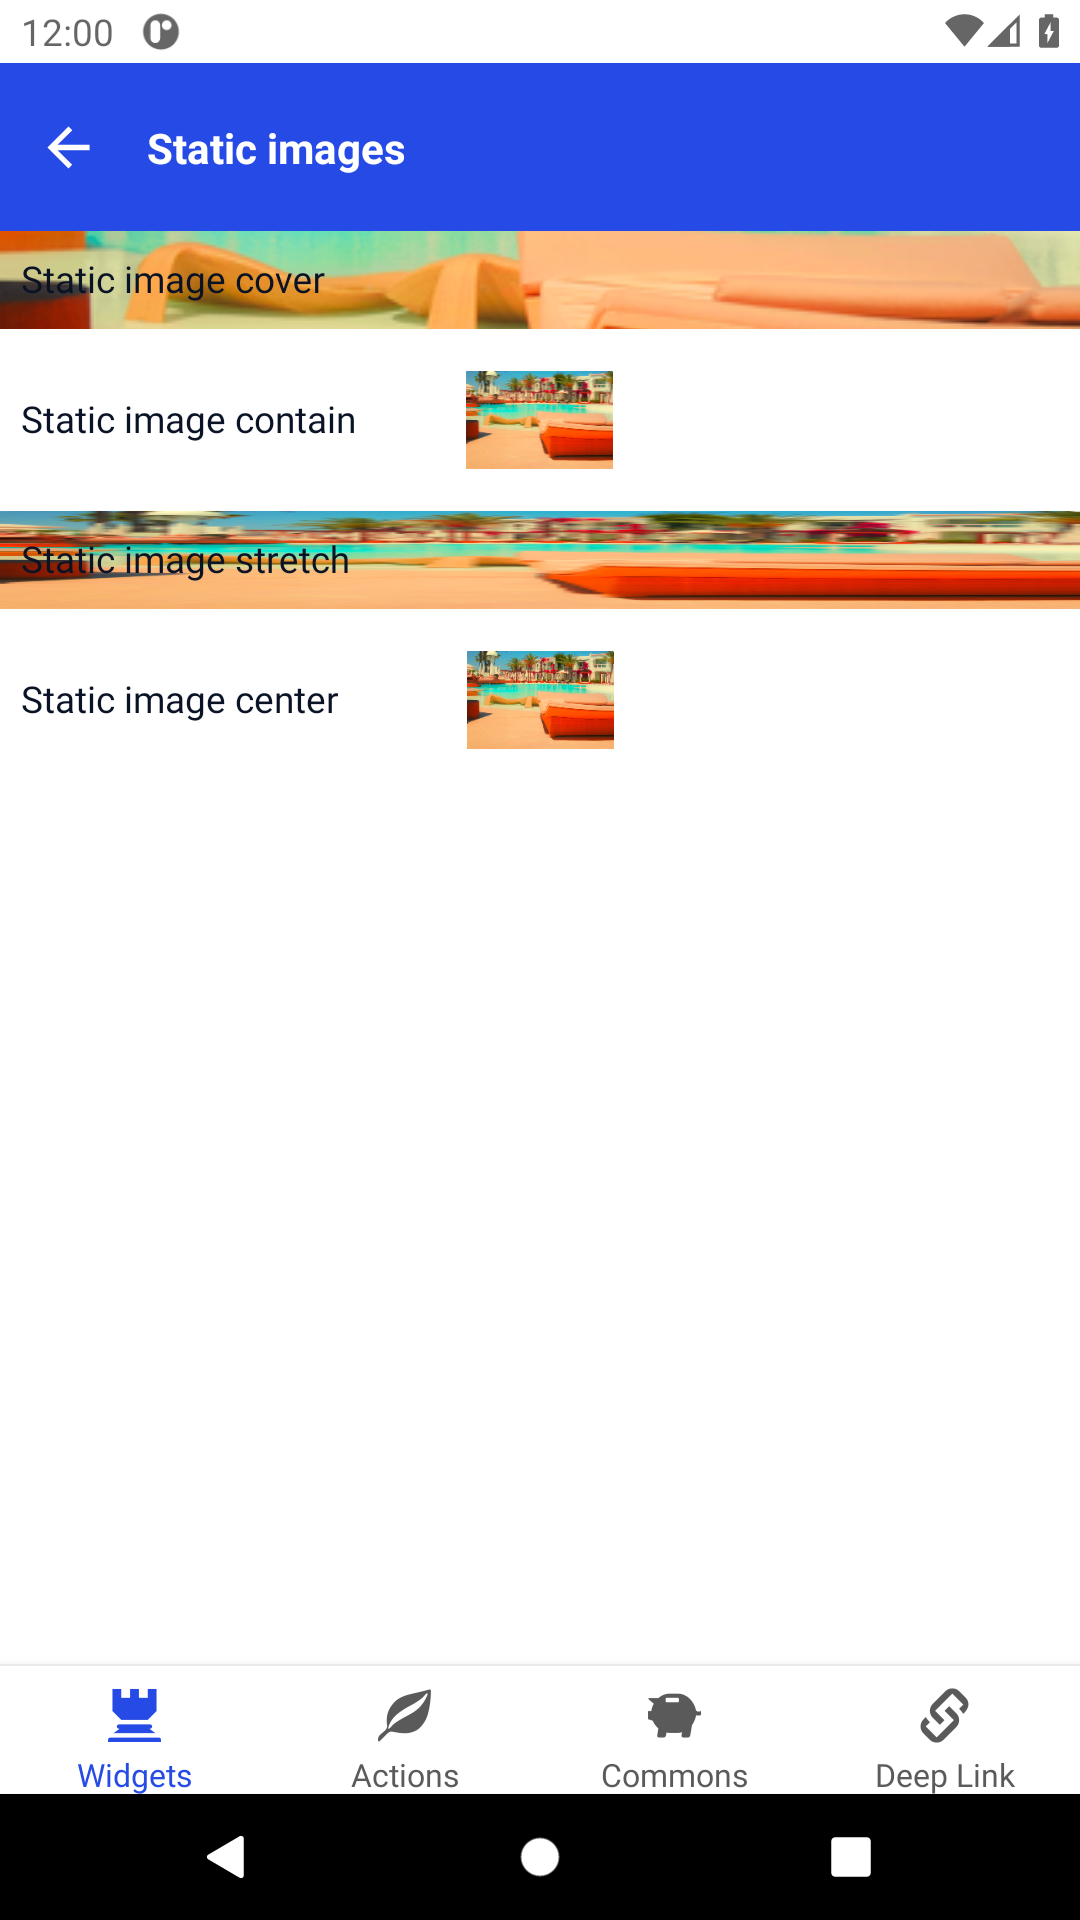 12:00
Static images
Static image cover
Static image contain
Static image stretch
Static image center
Widgets
Actions
Commons
Deep Link